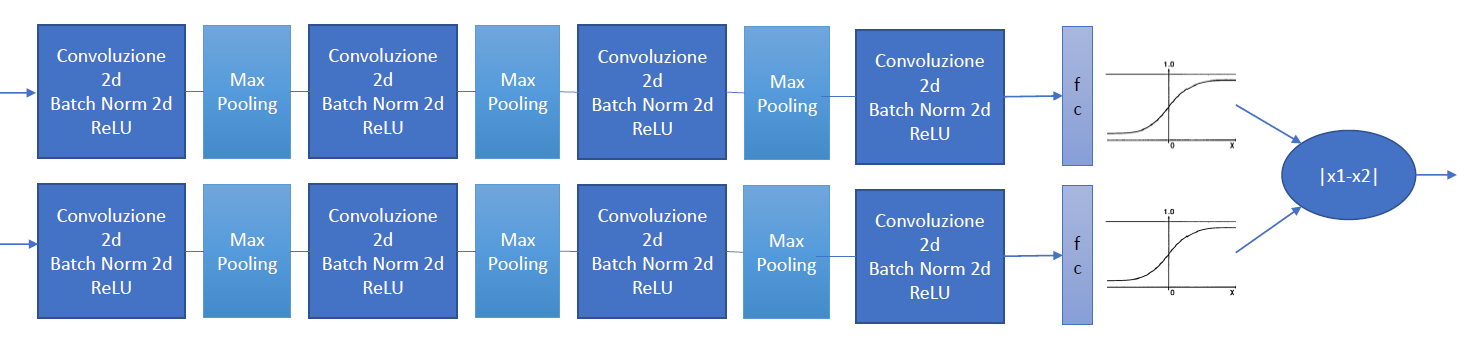 Convoluzione
2d
Batch Norm 2d
ReLU
Max
Pooling
Convoluzione
2d
Batch Norm 2d
ReLU
Max
Pooling
Convoluzione
2d
Batch Norm 2d
ReLU
Max
Pooling
Convoluzione
2d
Batch Norm 2d
ReLU
f
c
1.0
0
x
Convoluzione
2d
Batch Norm 2d
ReLU
Max
Pooling
Convoluzione
2d
Batch Norm 2d
ReLU
Max
Pooling
Convoluzione
2d
Batch Norm 2d
ReLU
Max
Pooling
Convoluzione
2d
Batch Norm 2d
ReLU
f
c
1.0
0
x
|x1-x2|